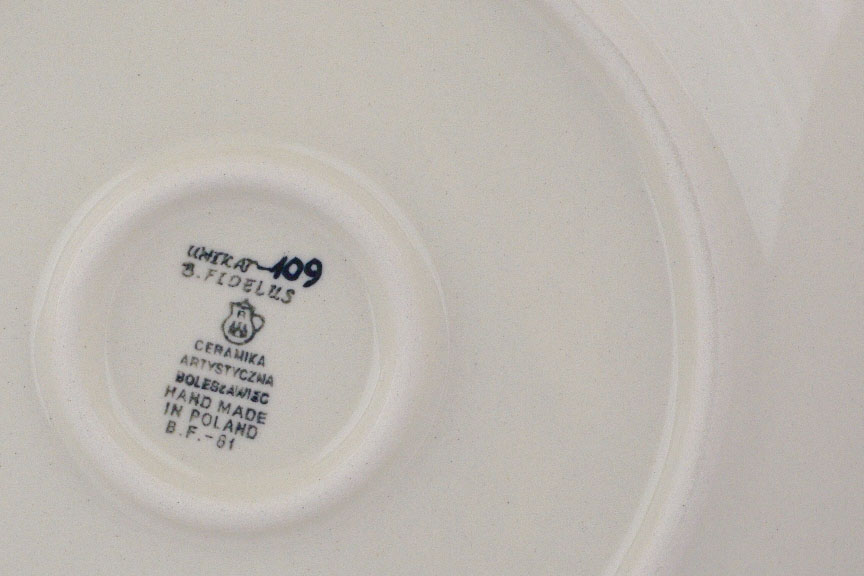 UNIKAT-109
B. FIDELUS
CERAMIKA
ARTYSTYCZNA
BOLESŁAWIEC
HAND MADE
IN POLAND
B.F.-61